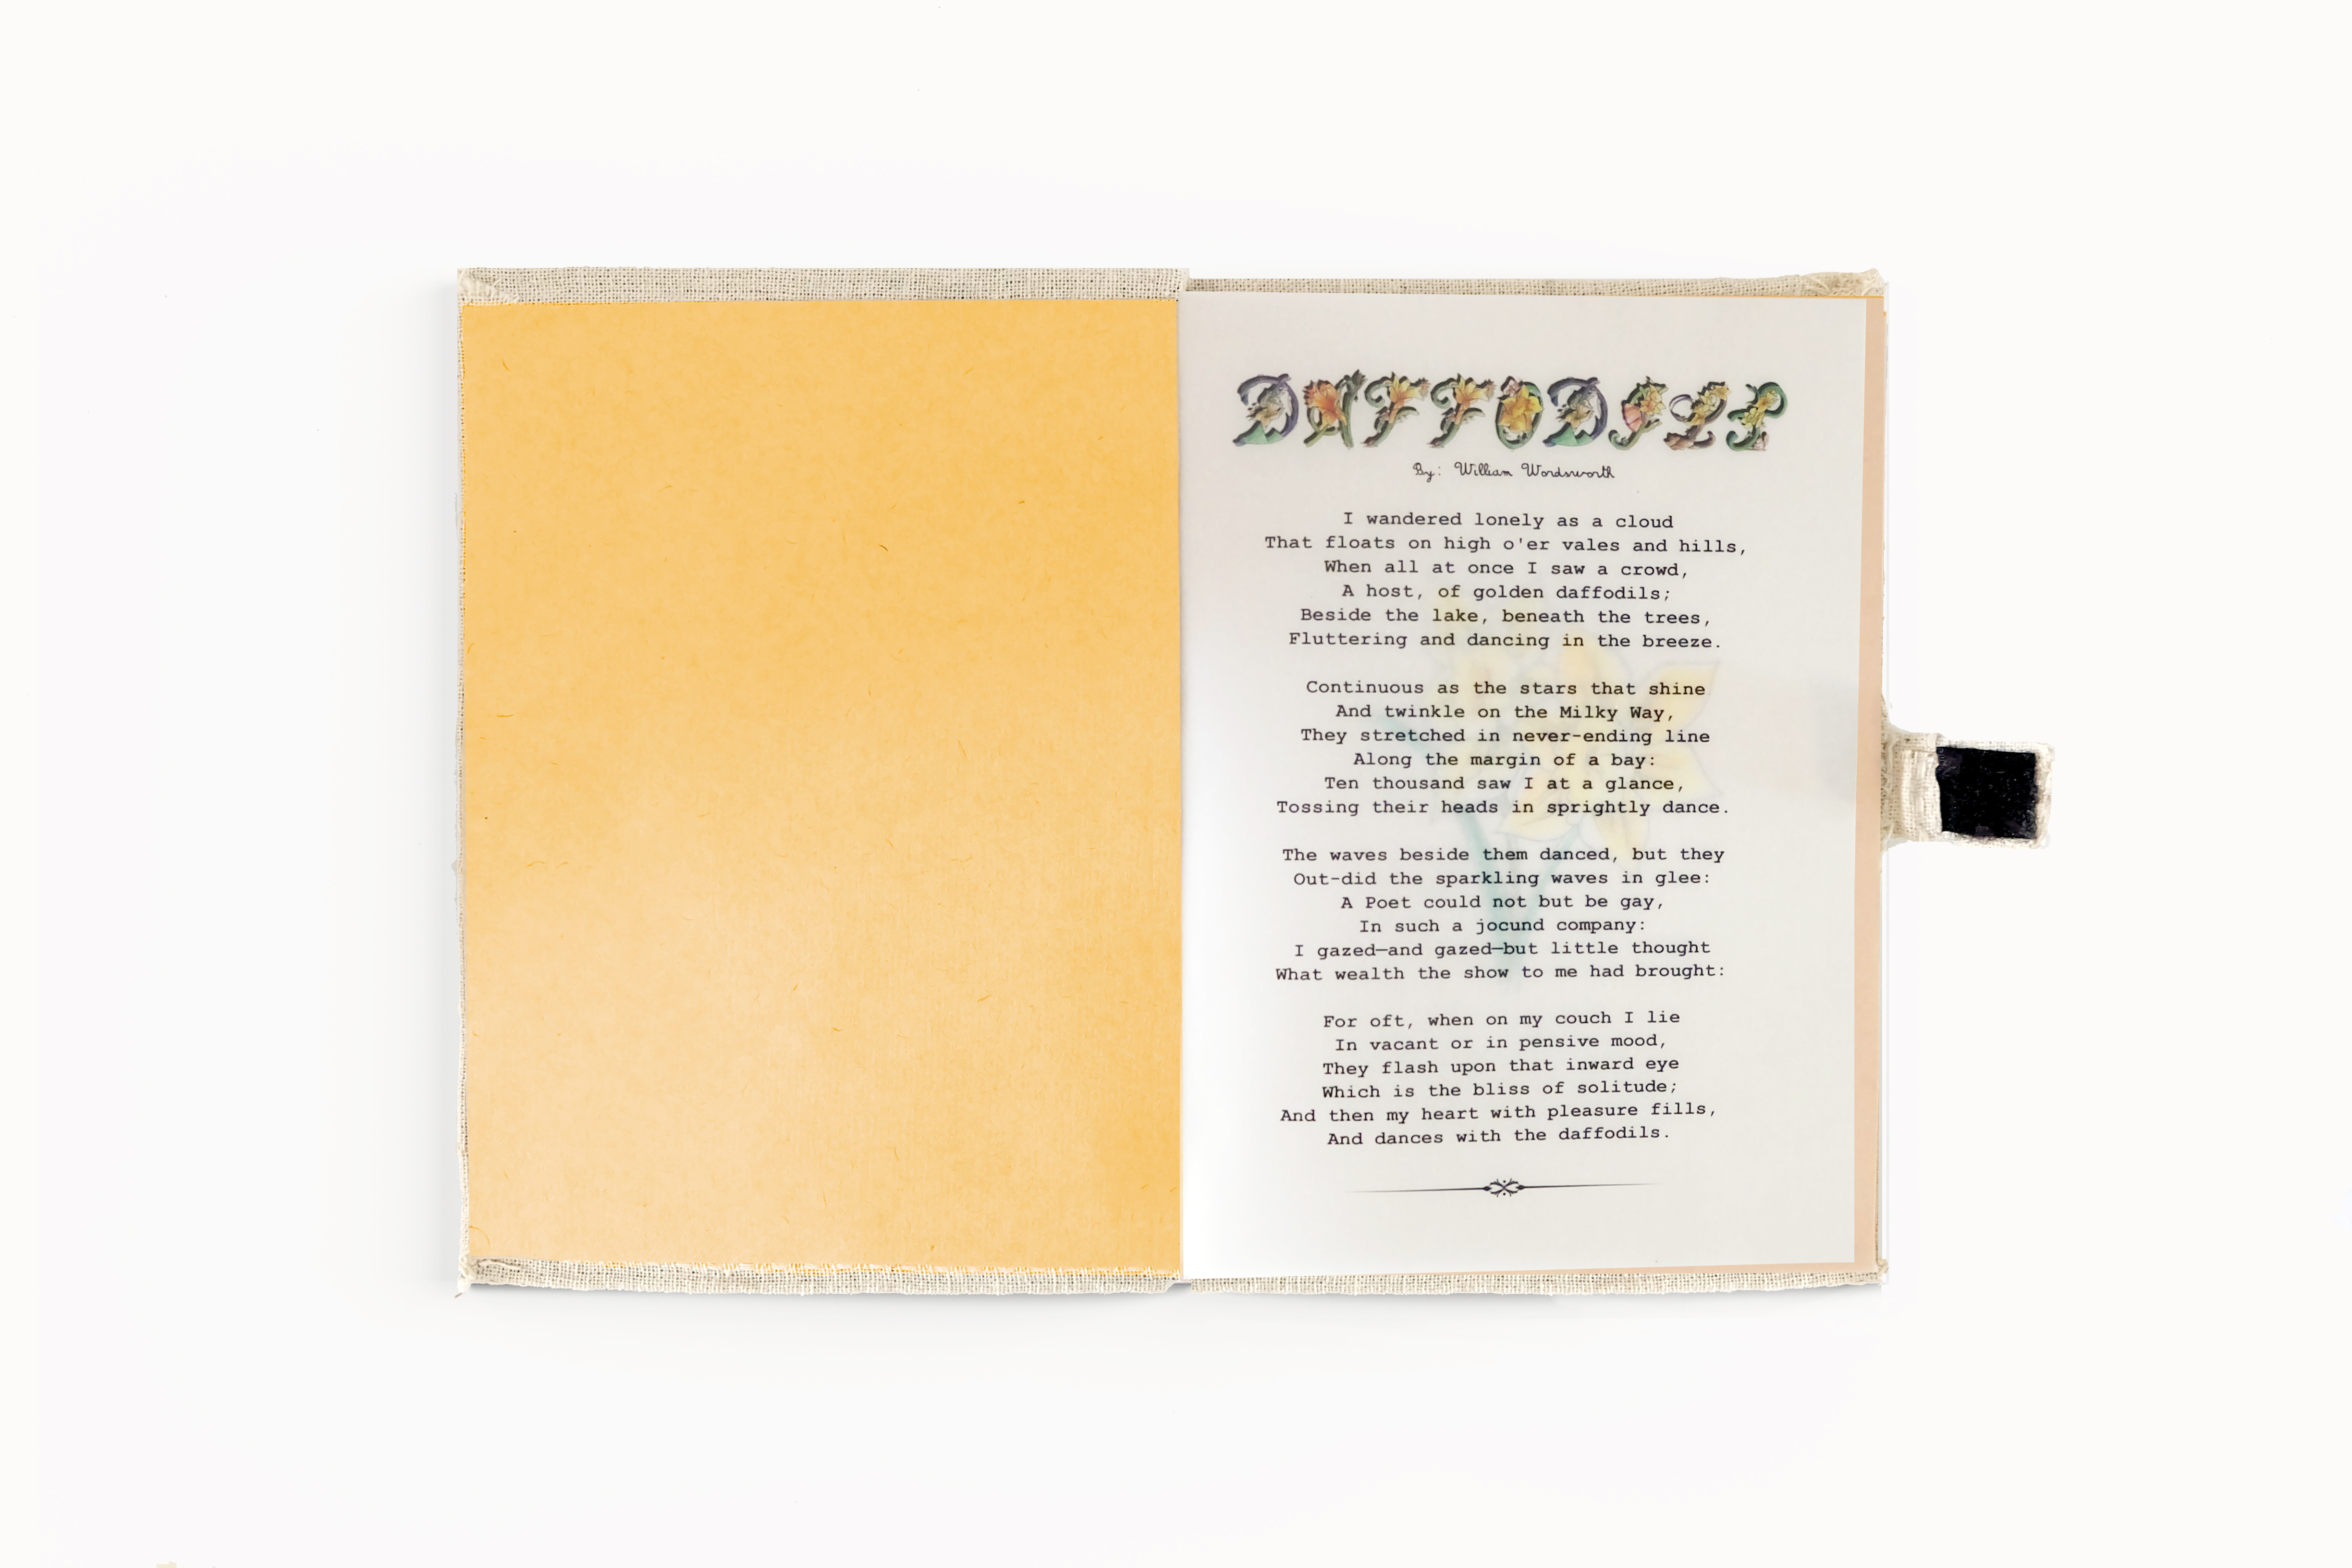 DAFFODILS
By: William Wordsworth
I wandered lonely as a cloud
That floats on high o'er vales and hills,
When all at once I saw a crowd,
A host, of golden daffodils;
Beside the lake, beneath the trees,
Fluttering and dancing in the breeze.
Continuous as the stars that shine
And twinkle on the Milky Way,
They stretched in never-ending line
Along the margin of a bay:
Ten thousand saw I at a glance,
Tossing their heads in sprightly dance.
The waves beside them danced, but they
Out-did the sparkling waves in glee:
A Poet could not but be gay,
In such a jocund company:
I gazed—and gazed—but little thought
What wealth the show to me had brought:
For oft, when on my couch I lie
In vacant or in pensive mood,
They flash upon that inward eye
Which is the bliss of solitude;
And then my heart with pleasure fills,
And dances with the daffodils.